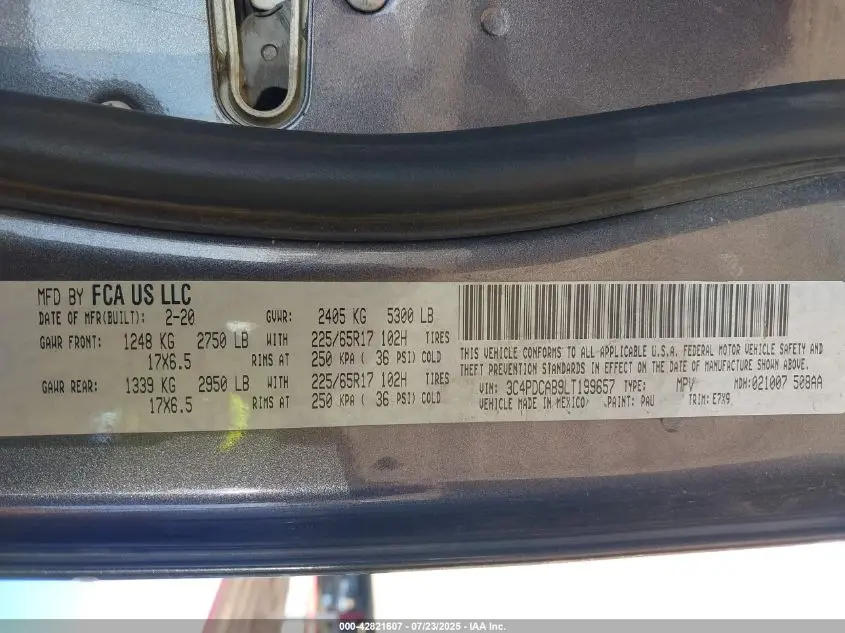 MFD BY FCA US LLC
DATE OF MFR(BUILT): 2-20 GVWR: 2405 KG 5300 LB
GAWR FRONT: 1248 KG 2750 LB WITH 225/65R17 102H TIRES
17X6.5 RIMS AT 250 KPA ( 36 PSI) COLD
GAWR REAR: 1339 KG 2950 LB WITH 225/65R17 102H TIRES
17X6.5 RIMS AT 250 KPA ( 36 PSI) COLD
THIS VEHICLE CONFORMS TO ALL APPLICABLE U.S.A. FEDERAL MOTOR VEHICLE SAFETY AND
THEFT PREVENTION STANDARDS IN EFFECT ON THE DATE OF MANUFACTURE SHOWN ABOVE.
VIN: 3C4PDCAB9LT199657 TYPE: MPV MDH:021007 508AA
VEHICLE MADE IN MEXICO PAINT: PAU TRIM: E7X9
000-42821607 - 07/23/2025 - IAA Inc.